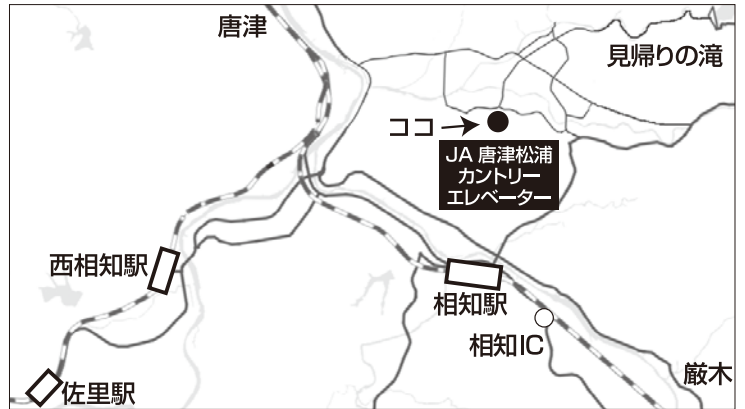 唐津
見帰りの滝
ココ
JA 唐津松浦
カントリー
エレベーター
西相知駅
相知駅
相知IC
厳木
佐里駅